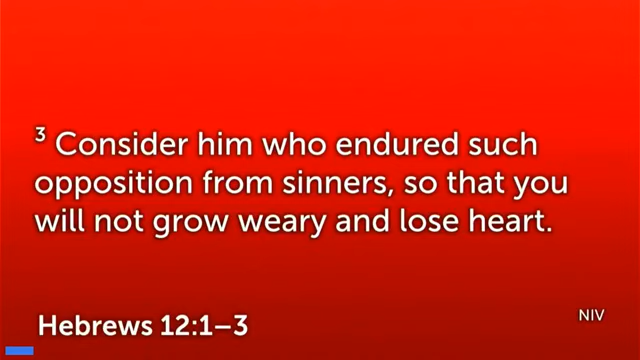 ³ Consider him who endured such
opposition from sinners, so that you
will not grow weary and lose heart.
Hebrews 12:1–3
NIV